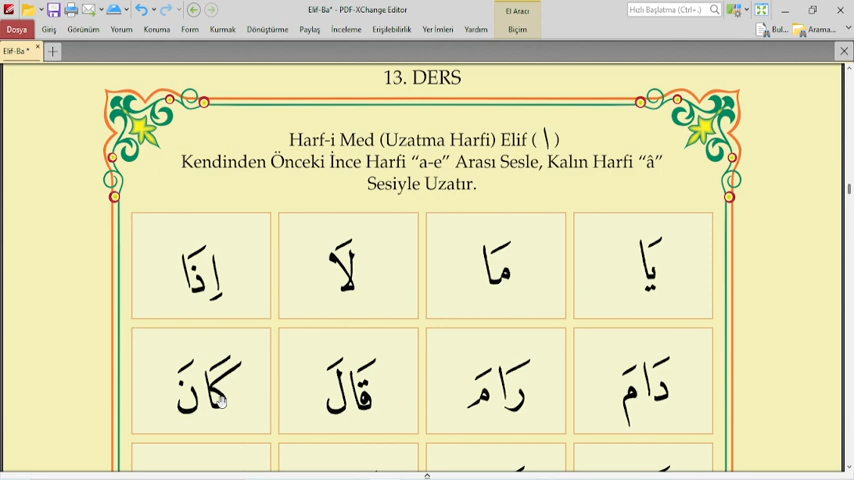 Elif-Ba* - PDF-XChange Editor
El Aracı
Hızlı Başlatma (Ctrl+.)
Dosya Giriş Görünüm Yorum Koruma Form Kurmak Dönüştürme Paylaş İnceleme Erişilebilirlik Yer İmleri Yardım Biçim Bul... Arama...
Elif-Ba *
13. DERS
Harf-i Med (Uzatma Harfi) Elif ( ا )
Kendinden Önceki İnce Harfi “a-e” Arası Sesle, Kalın Harfi “â”
Sesiyle Uzatır.
يَا مَا لَا اِذَا
دَامَ رَامَ قَالَ كَانَ